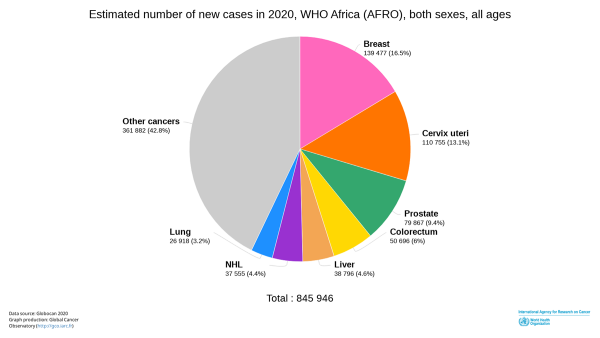 Estimated number of new cases in 2020, WHO Africa (AFRO), both sexes, all ages
Breast
139 477 (16.5%)
Other cancers
361 882 (42.8%)
Cervix uteri
110 755 (13.1%)
Prostate
79 867 (9.4%)
Lung
26 918 (3.2%)
Colorectum
50 696 (6%)
NHL
37 555 (4.4%)
Liver
38 796 (4.6%)
Total : 845 946
Data source: Globocan 2020
Graph production: Global Cancer
Observatory (http://gco.iarc.fr)
International Agency for Research on Cancer
World Health
Organization